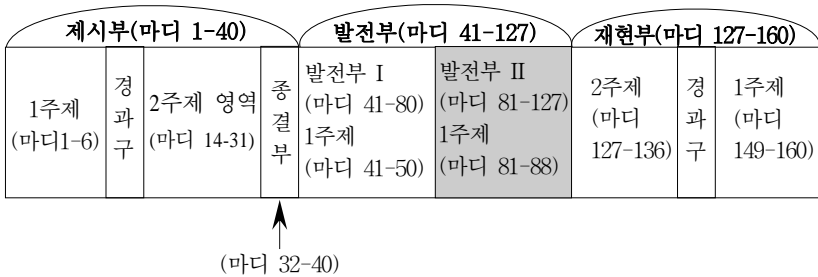 제시부(마디 1-40)
발전부(마디 41-127)
재현부(마디 127-160)
1주제
(마디1-6)
경
과
구
2주제 영역
(마디 14-31)
종
결
부
발전부 Ⅰ
(마디 41-80)
1주제
(마디 41-50)
발전부 Ⅱ
(마디 81-127)
1주제
(마디 81-88)
2주제
(마디
127-136)
경
과
구
1주제
(마디
149-160)
(마디 32-40)